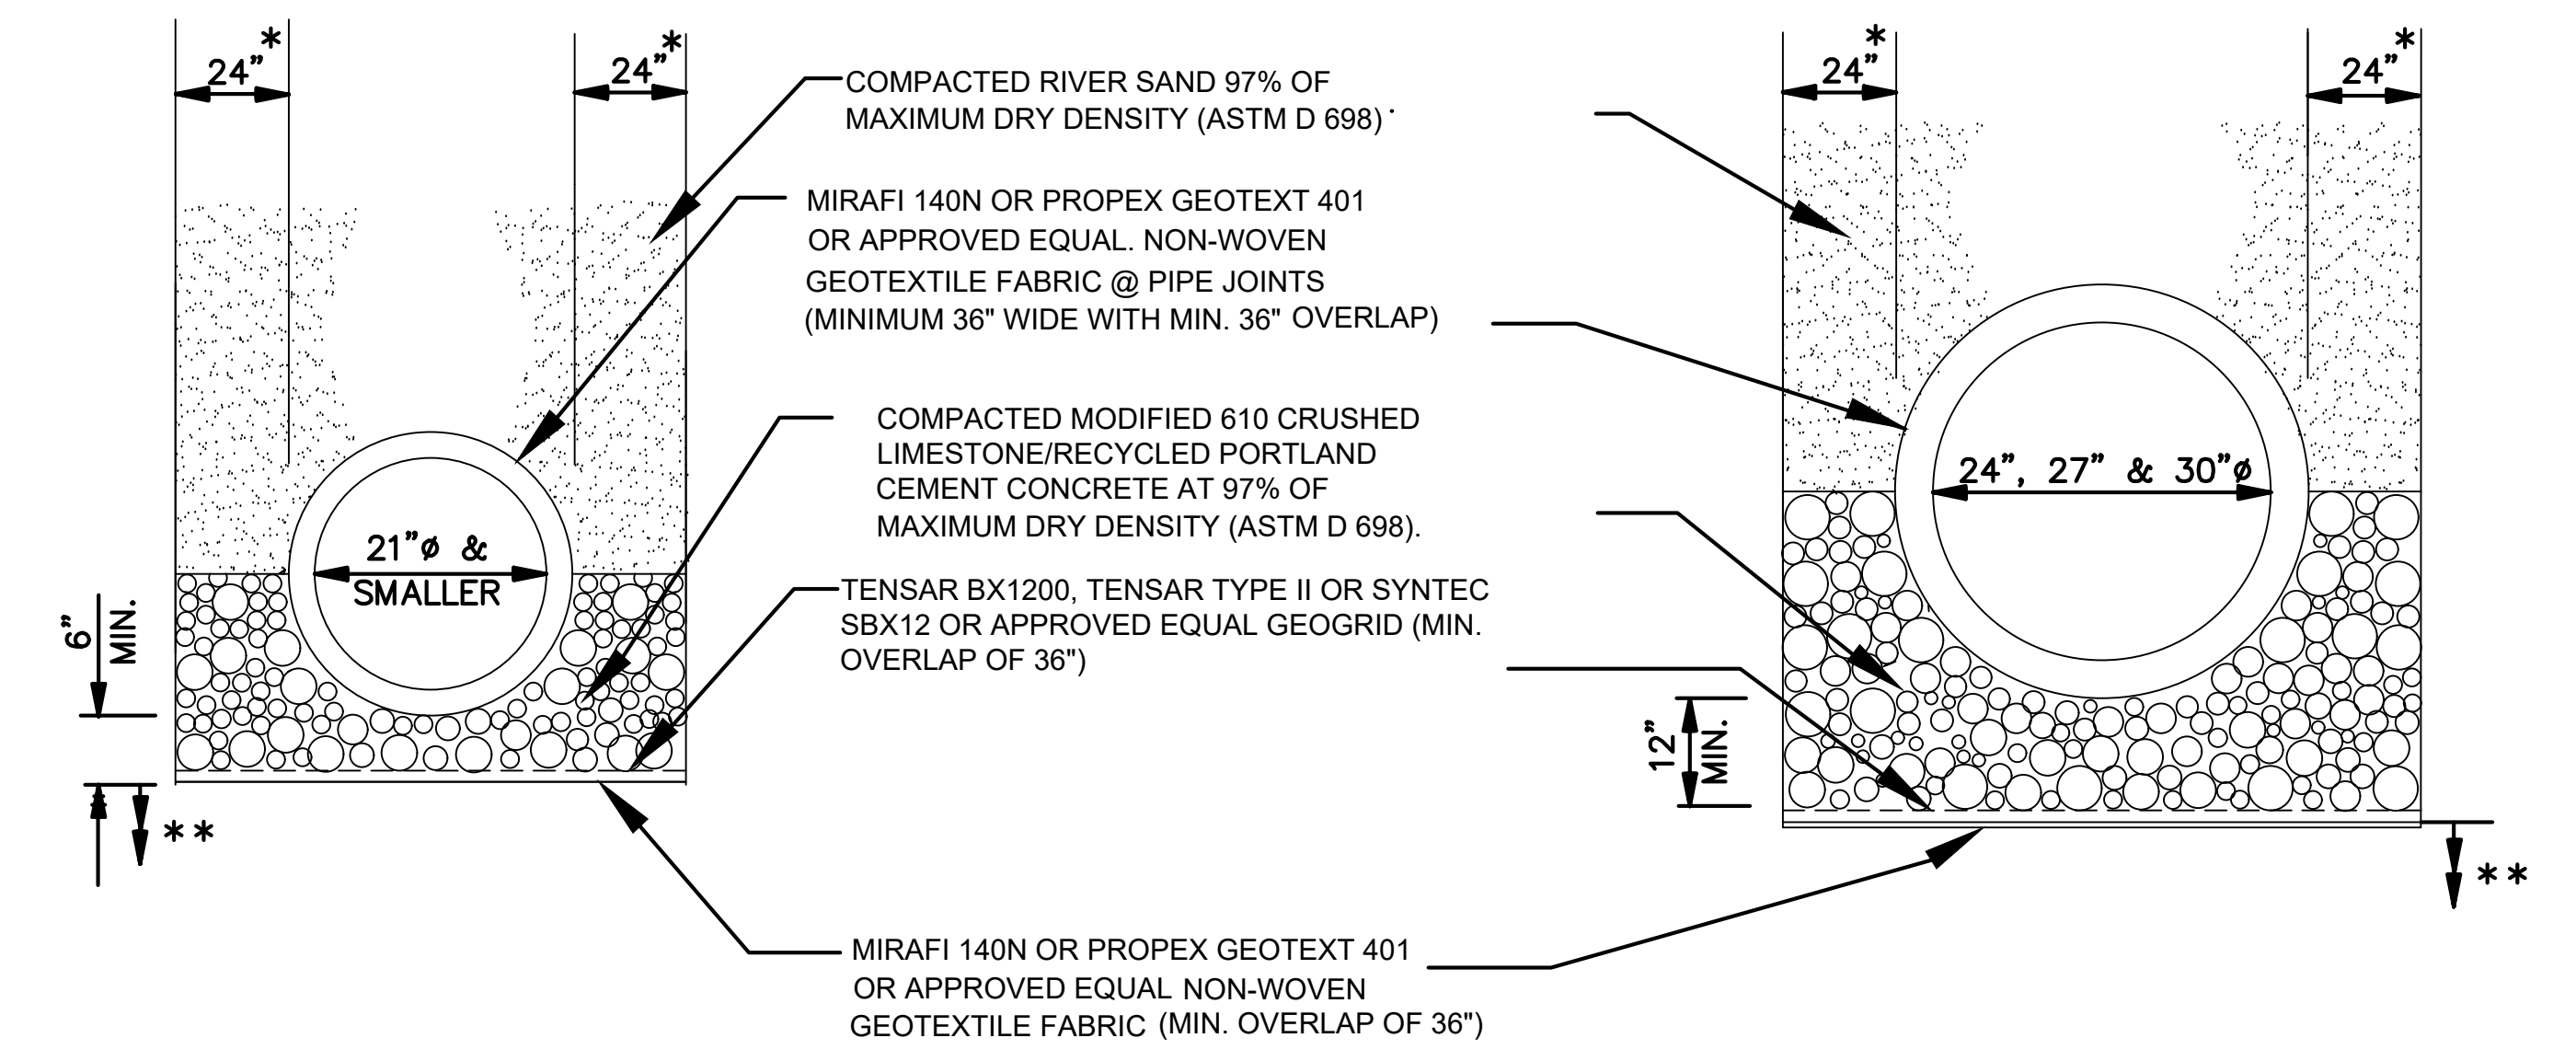 24"*
24"*
24"*
24"*
COMPACTED RIVER SAND 97% OF
MAXIMUM DRY DENSITY (ASTM D 698).
MIRAFI 140N OR PROPEX GEOTEXT 401
OR APPROVED EQUAL. NON-WOVEN
GEOTEXTILE FABRIC @ PIPE JOINTS
(MINIMUM 36" WIDE WITH MIN. 36" OVERLAP)
COMPACTED MODIFIED 610 CRUSHED
LIMESTONE/RECYCLED PORTLAND
CEMENT CONCRETE AT 97% OF
MAXIMUM DRY DENSITY (ASTM D 698).
TENSAR BX1200, TENSAR TYPE II OR SYNTEC
SBX12 OR APPROVED EQUAL GEOGRID (MIN.
OVERLAP OF 36")
MIRAFI 140N OR PROPEX GEOTEXT 401
OR APPROVED EQUAL NON-WOVEN
GEOTEXTILE FABRIC (MIN. OVERLAP OF 36")
21"ø &
SMALLER
6"
MIN.
**
24", 27" & 30"ø
12"
MIN.
**